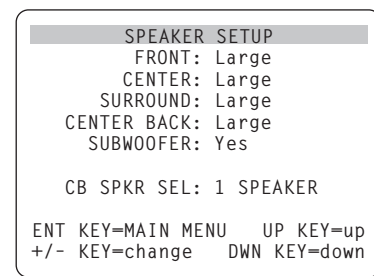 SPEAKER SETUP
FRONT: Large
CENTER: Large
SURROUND: Large
CENTER BACK: Large
SUBWOOFER: Yes
CB SPKR SEL: 1 SPEAKER
ENT KEY=MAIN MENU UP KEY=up
+/- KEY=change DWN KEY=down